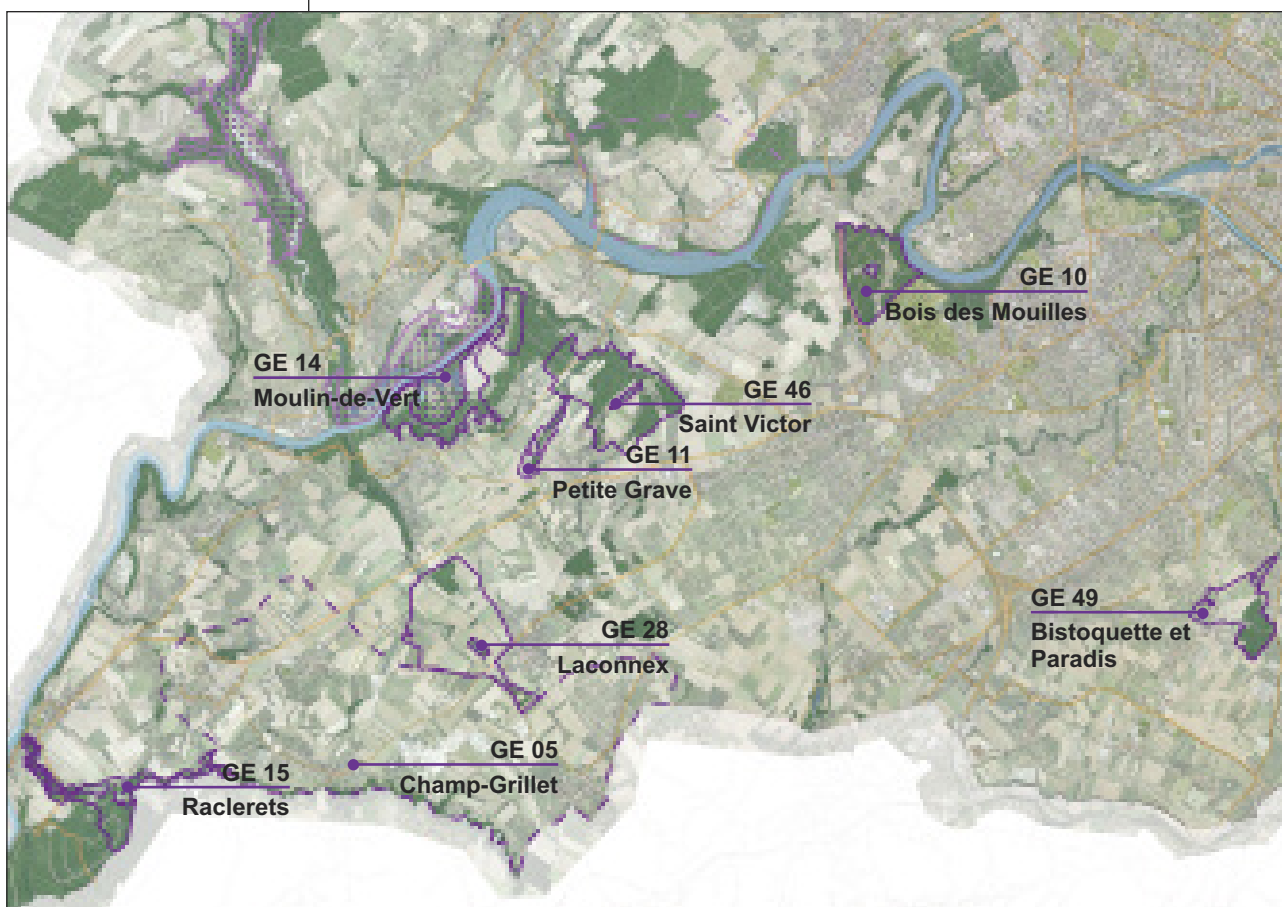 GE 10
Bois des Mouilles
GE 14
Moulin-de-Vert
GE 46
Saint Victor
GE 11
Petite Grave
GE 49
Bistoquette et
Paradis
GE 28
Laconnex
GE 05
Champ-Grillet
GE 15
Raclerets